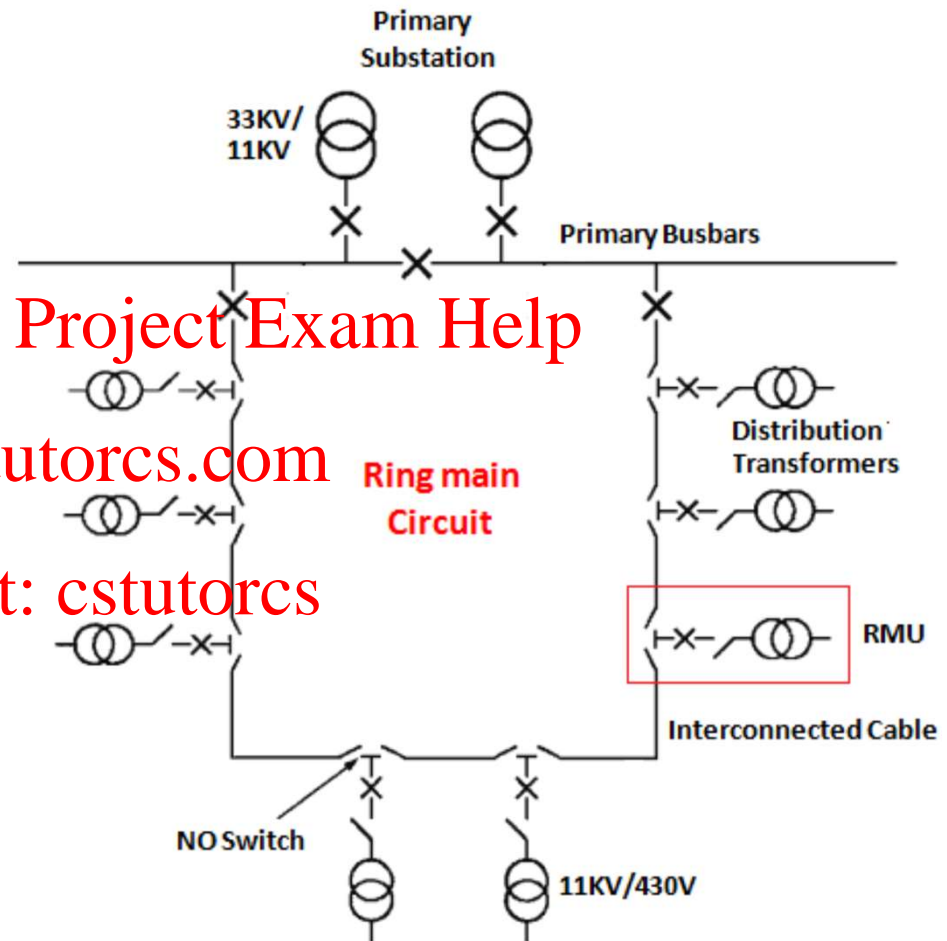 Primary
Substation
33KV/
11KV
Primary Busbars
Project Exam Help
Distribution
Transformers
utorcs.com
Ring main
Circuit
t: cstutorcs
RMU
Interconnected Cable
NO Switch
11KV/430V